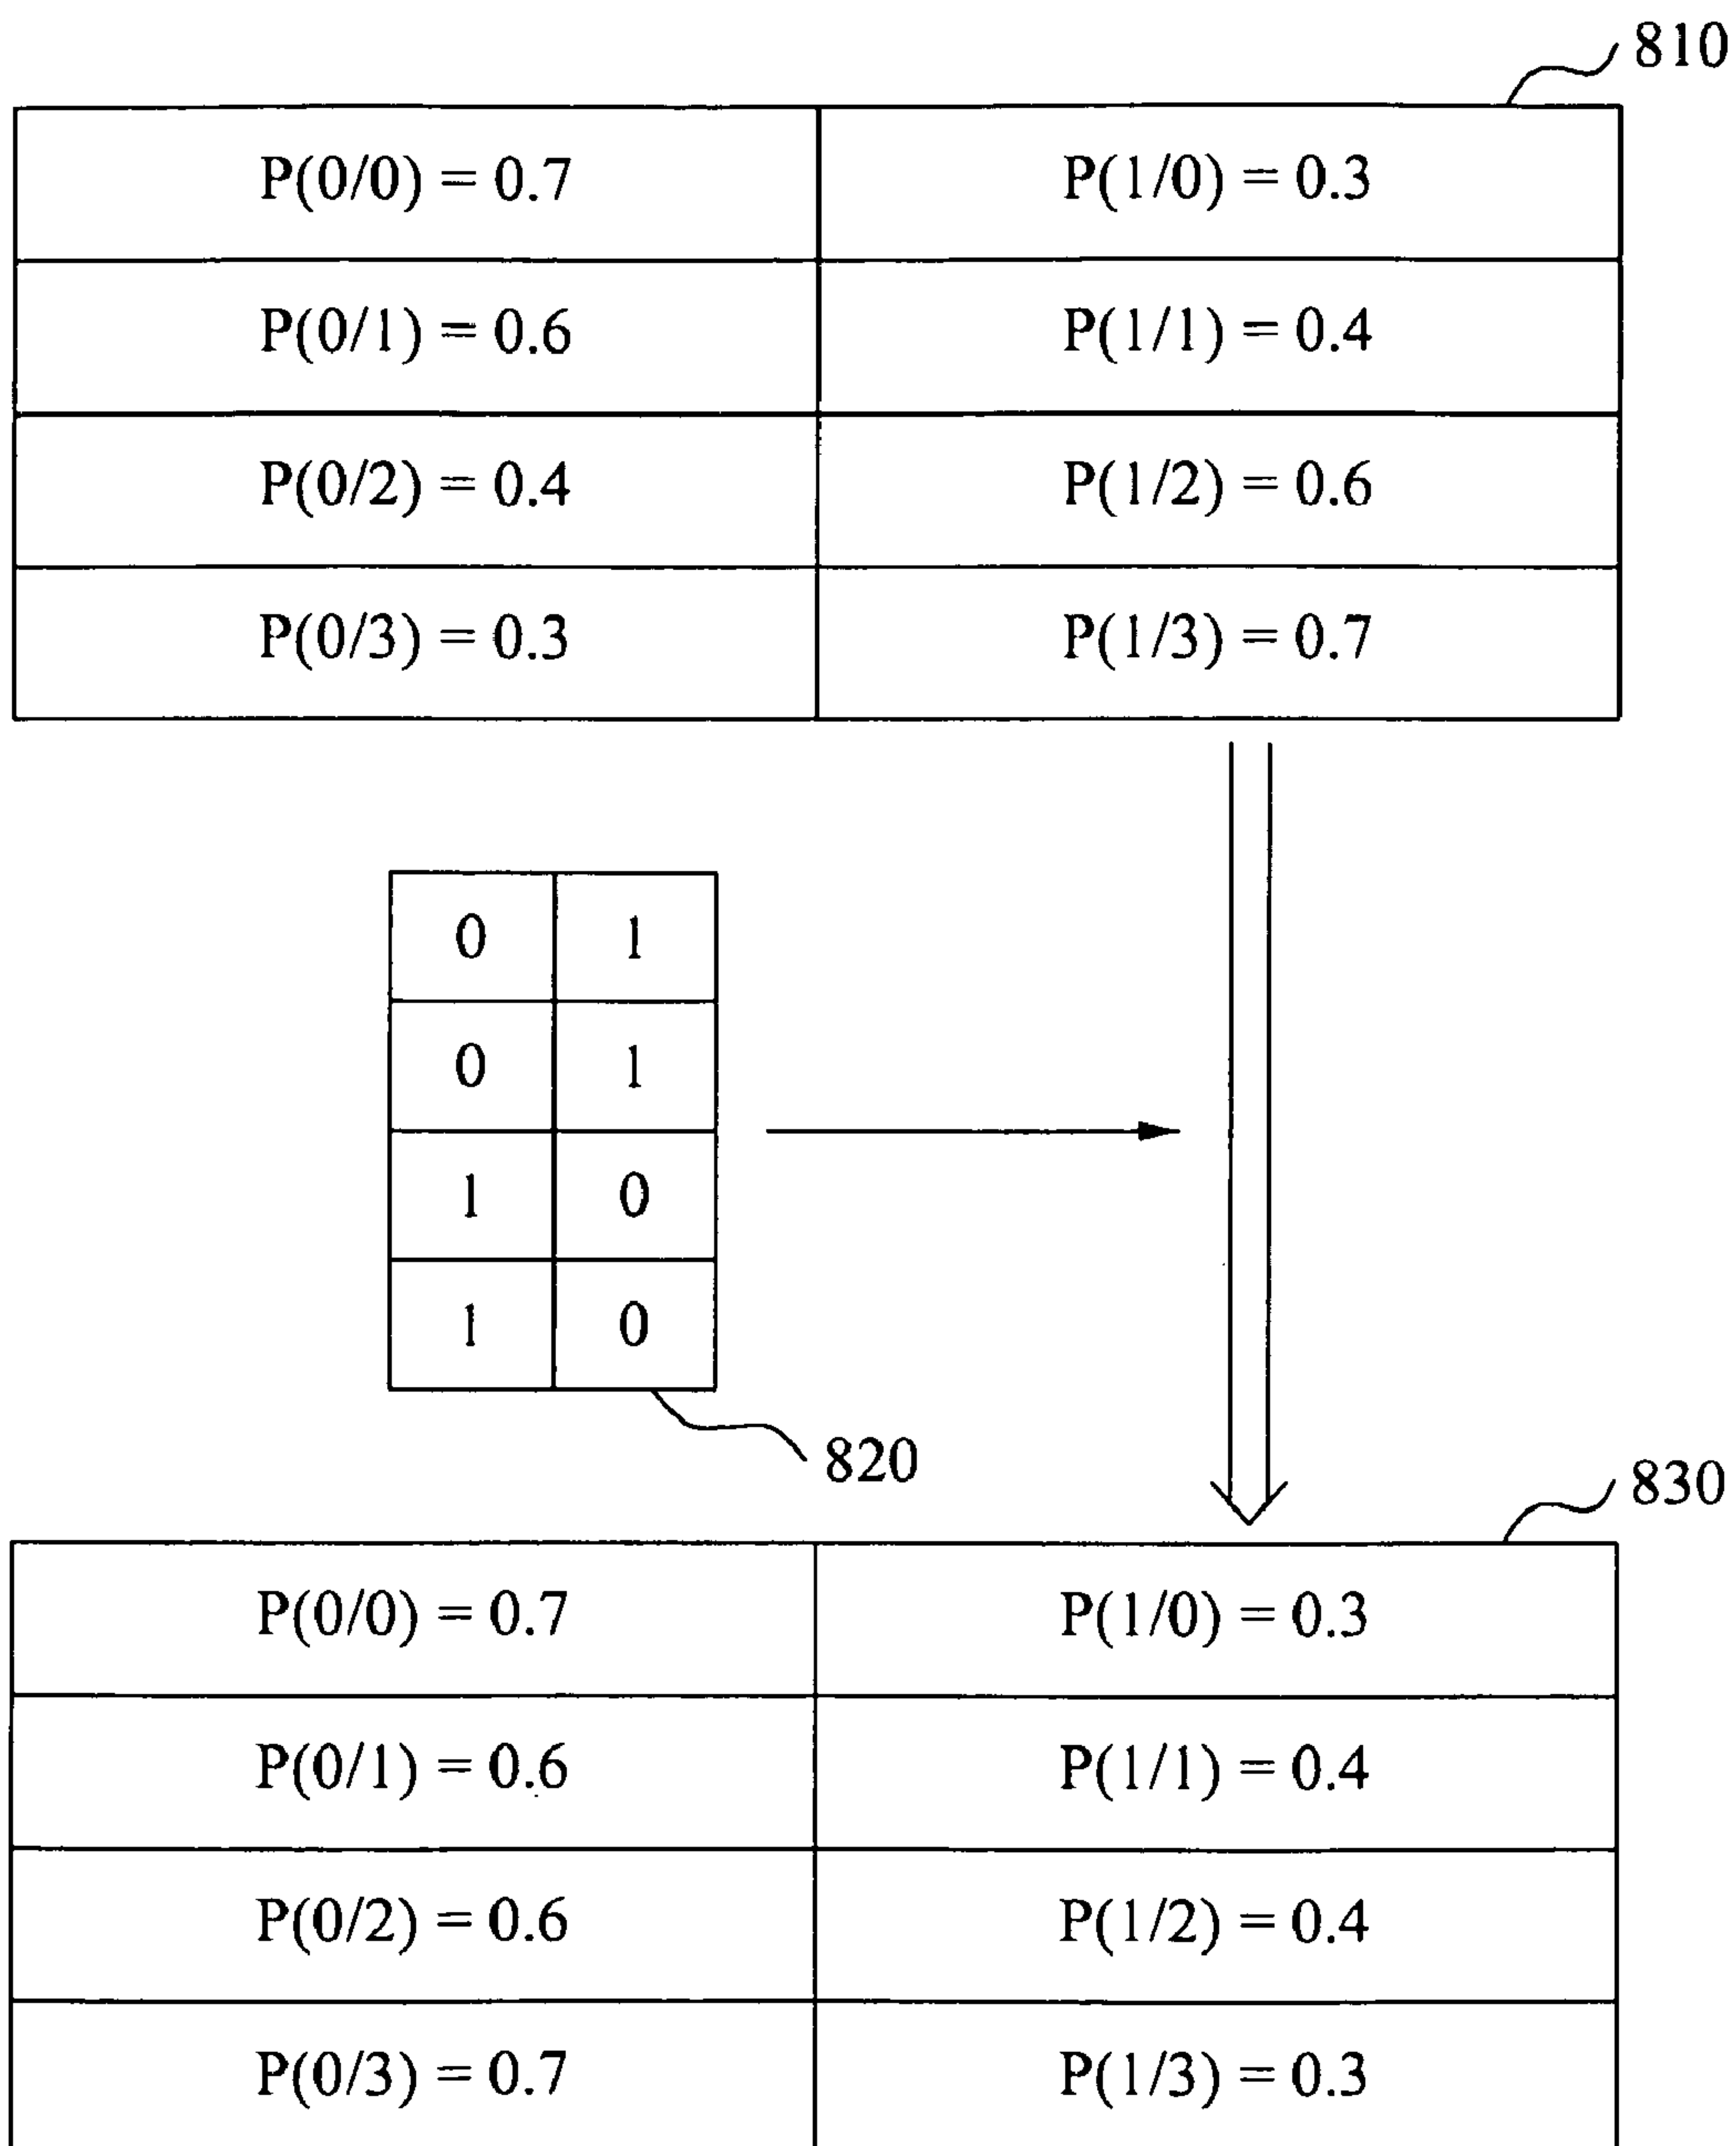 810
P(0/0) = 0.7 P(1/0) = 0.3
P(0/1) = 0.6 P(1/1) = 0.4
P(0/2) = 0.4 P(1/2) = 0.6
P(0/3) = 0.3 P(1/3) = 0.7
0 1
0 1
1 0
1 0
820
830
P(0/0) = 0.7 P(1/0) = 0.3
P(0/1) = 0.6 P(1/1) = 0.4
P(0/2) = 0.6 P(1/2) = 0.4
P(0/3) = 0.7 P(1/3) = 0.3